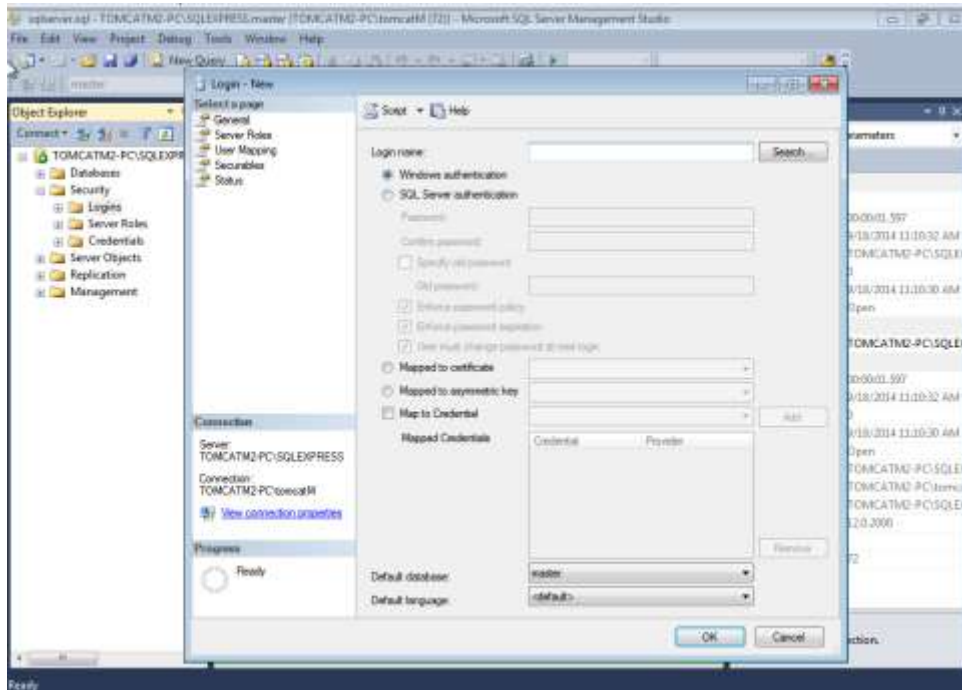 sqlserver.sql - TOMCATM2-PC\SQLEXPRESS.master (TOMCATM2-PC\tomcatM (72)) - Microsoft SQL Server Management Studio
File Edit View Project Debug Tools Window Help
New Query
master
Object Explorer
Connect
TOMCATM2-PC\SQLEXPR
Databases
Security
Logins
Server Roles
Credentials
Server Objects
Replication
Management
Login - New
Select a page
General
Server Roles
User Mapping
Securables
Status
Connection
Server:
TOMCATM2-PC\SQLEXPRESS
Connection:
TOMCATM2-PC\tomcatM
View connection properties
Progress
Ready
Script Help
Login name: Search...
Windows authentication
SQL Server authentication
Password:
Confirm password:
Specify old password
Old password:
Enforce password policy
Enforce password expiration
User must change password at next login
Mapped to certificate
Mapped to asymmetric key
Map to Credential Add
Mapped Credentials Credential Provider
Remove
Default database: master
Default language: <default>
OK Cancel
arameters
00:00:01.597
9/18/2014 11:10:32 AM
TOMCATM2-PC\SQLE
0
9/18/2014 11:10:30 AM
Open
TOMCATM2-PC\SQLE
00:00:01.597
9/18/2014 11:10:32 AM
0
9/18/2014 11:10:30 AM
Open
TOMCATM2-PC\SQLE
TOMCATM2-PC\tomc
TOMCATM2-PC\SQLE
12.0.2000
72
ection.
Ready